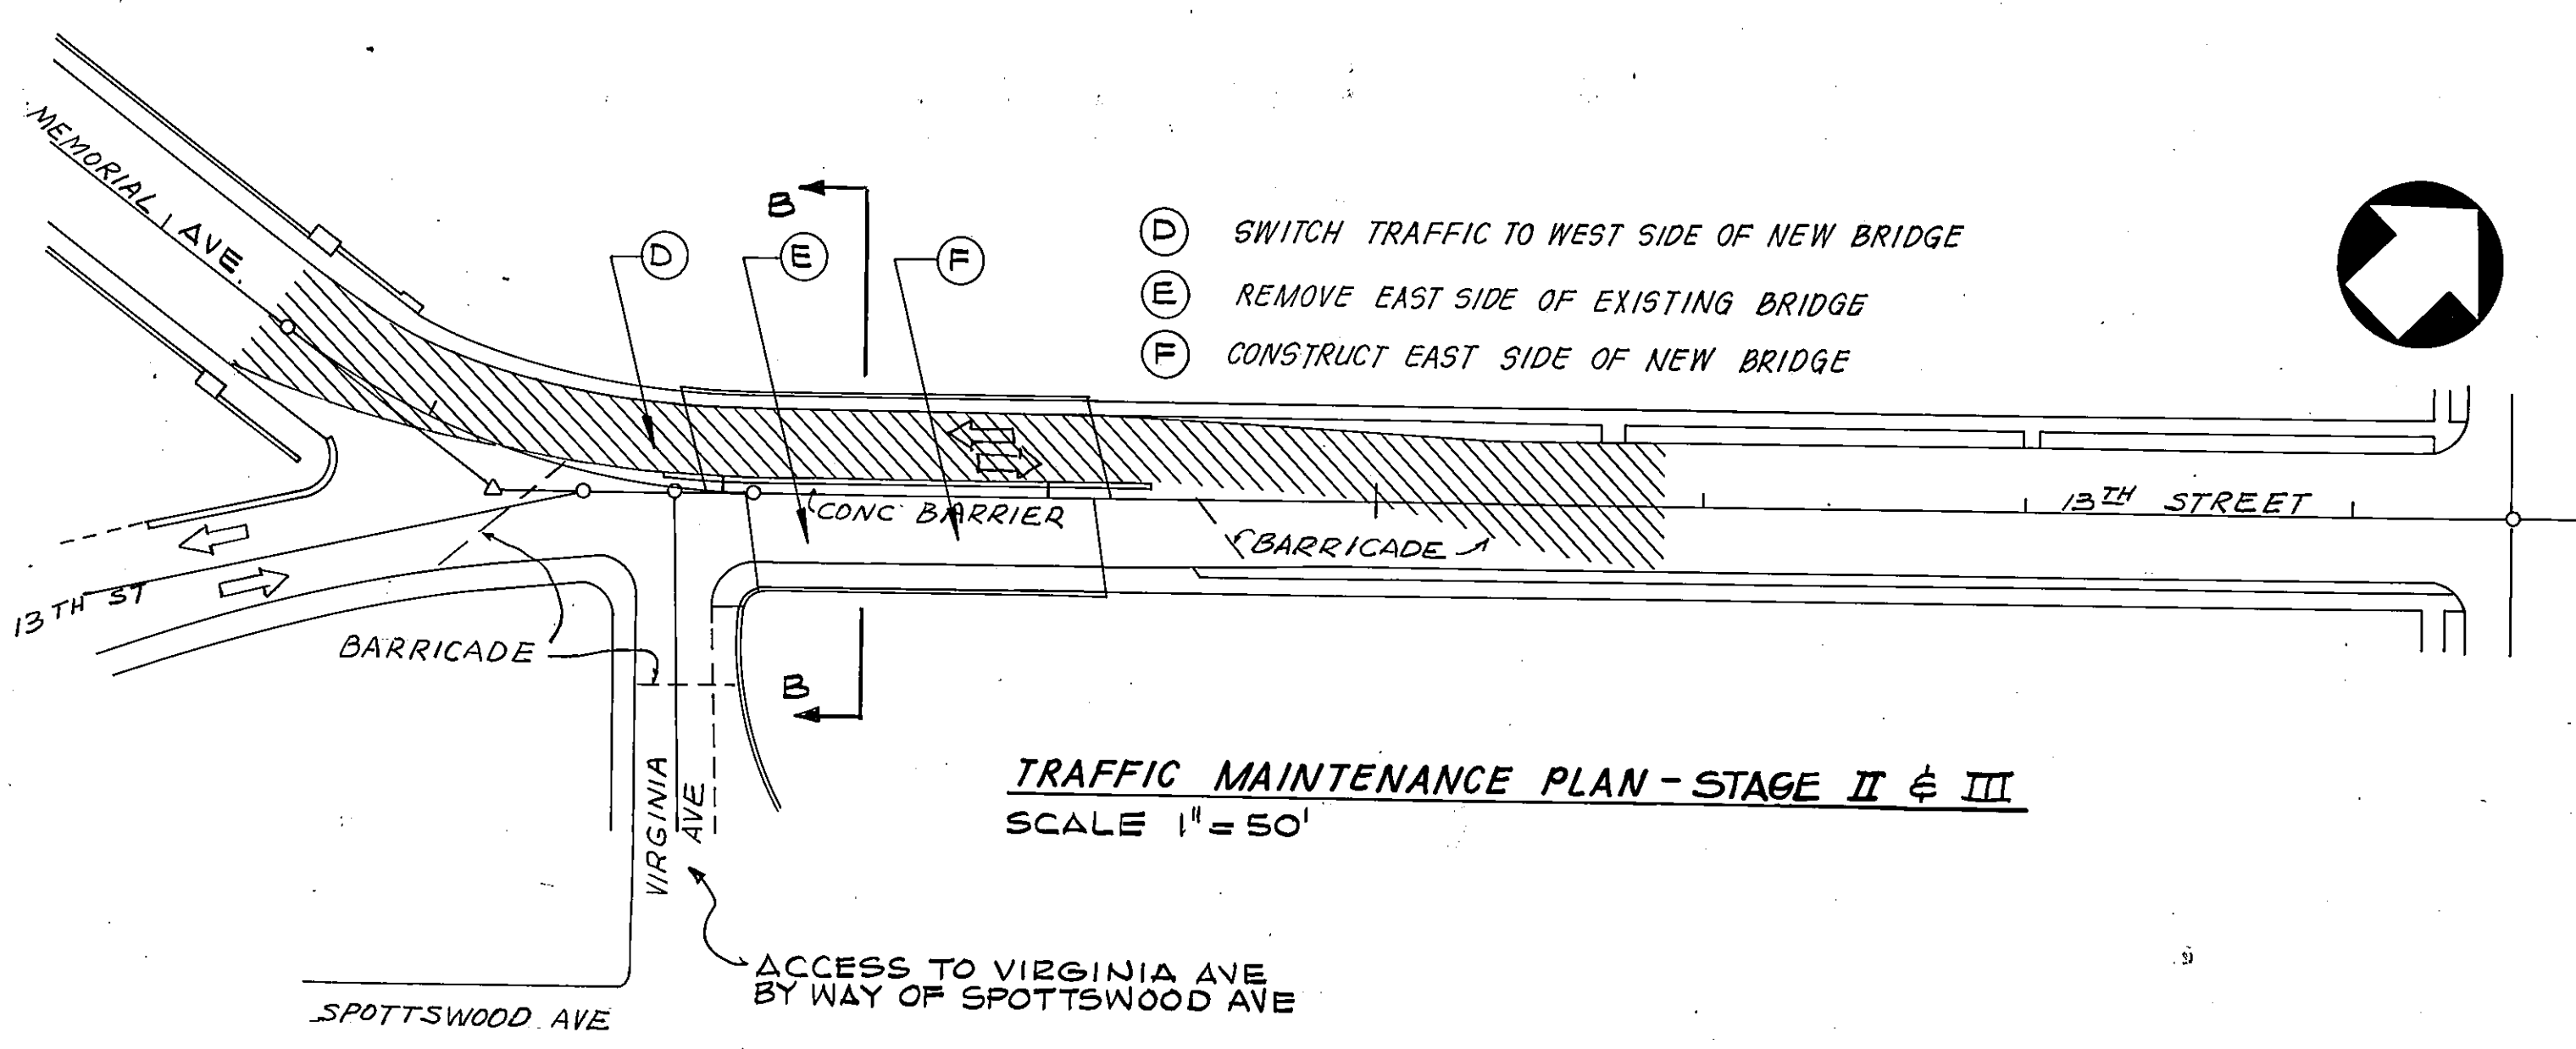 MEMORIAL AVE.
B
D
E
F
D SWITCH TRAFFIC TO WEST SIDE OF NEW BRIDGE
E REMOVE EAST SIDE OF EXISTING BRIDGE
F CONSTRUCT EAST SIDE OF NEW BRIDGE
CONC BARRIER
BARRICADE
13TH STREET
13TH ST
BARRICADE
B
VIRGINIA
AVE
TRAFFIC MAINTENANCE PLAN - STAGE II & III
SCALE 1" = 50'
ACCESS TO VIRGINIA AVE
BY WAY OF SPOTTSWOOD AVE
SPOTTSWOOD AVE